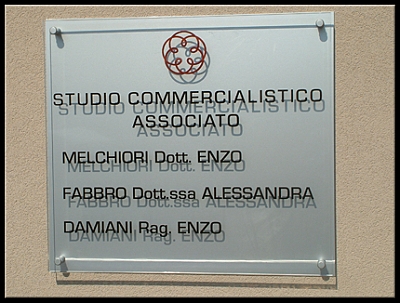 STUDIO COMMERCIALISTICO
ASSOCIATO
MELCHIORI Dott. ENZO
FABBRO Dott.ssa ALESSANDRA
DAMIANI Rag. ENZO